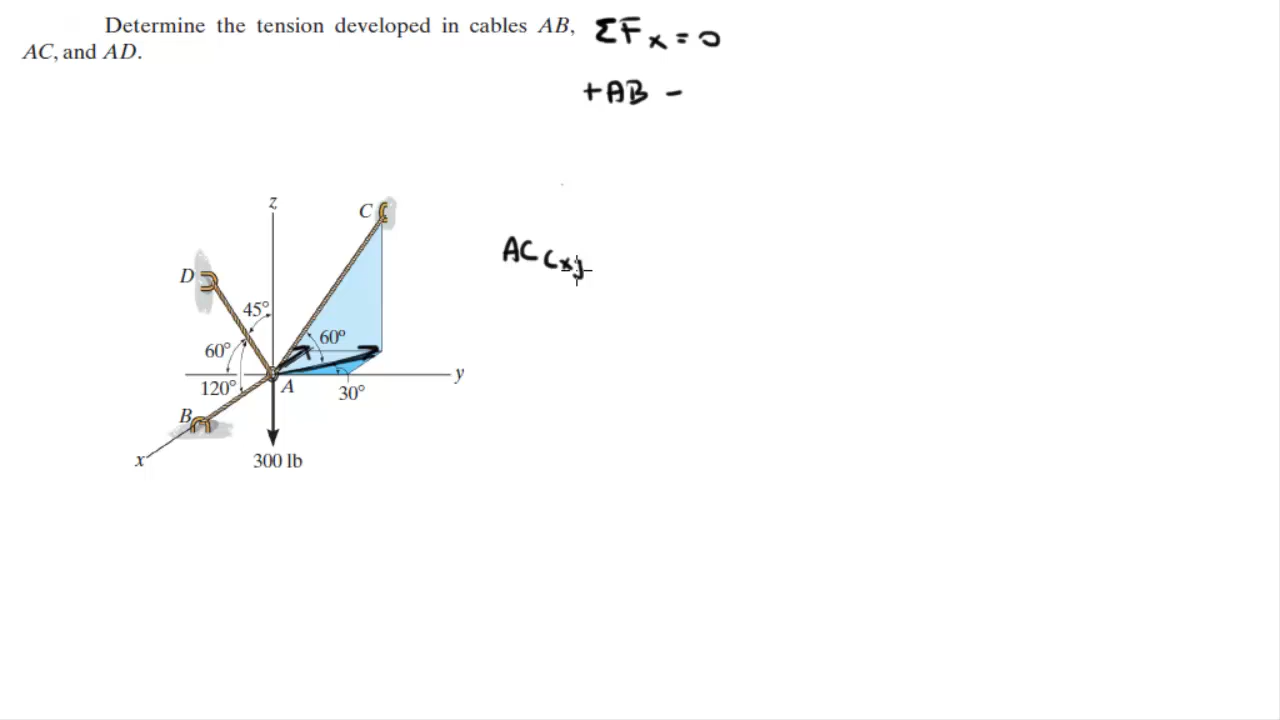 Determine the tension developed in cables AB,
AC, and AD.
ΣFx = 0
+AB -
z
C
D
45°
60°
60°
AC(xy
120°
A
30°
y
B
x
300 lb